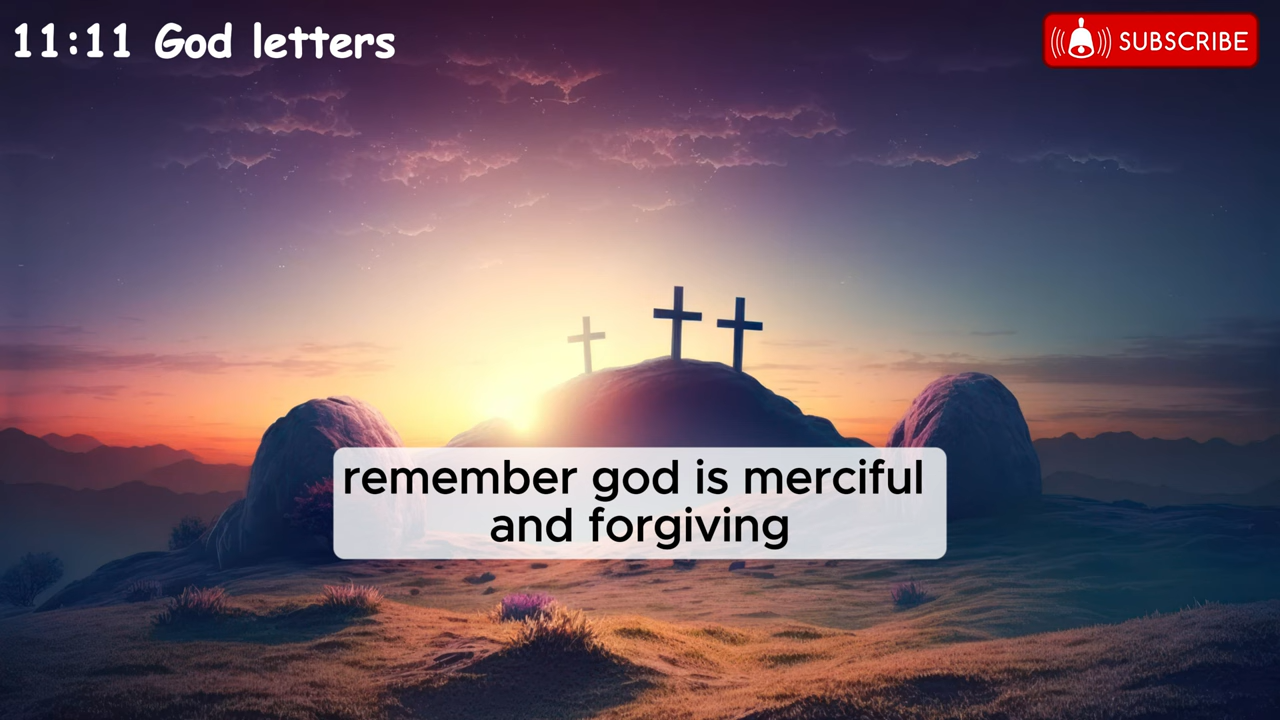 11:11 God letters
SUBSCRIBE
remember god is merciful
and forgiving